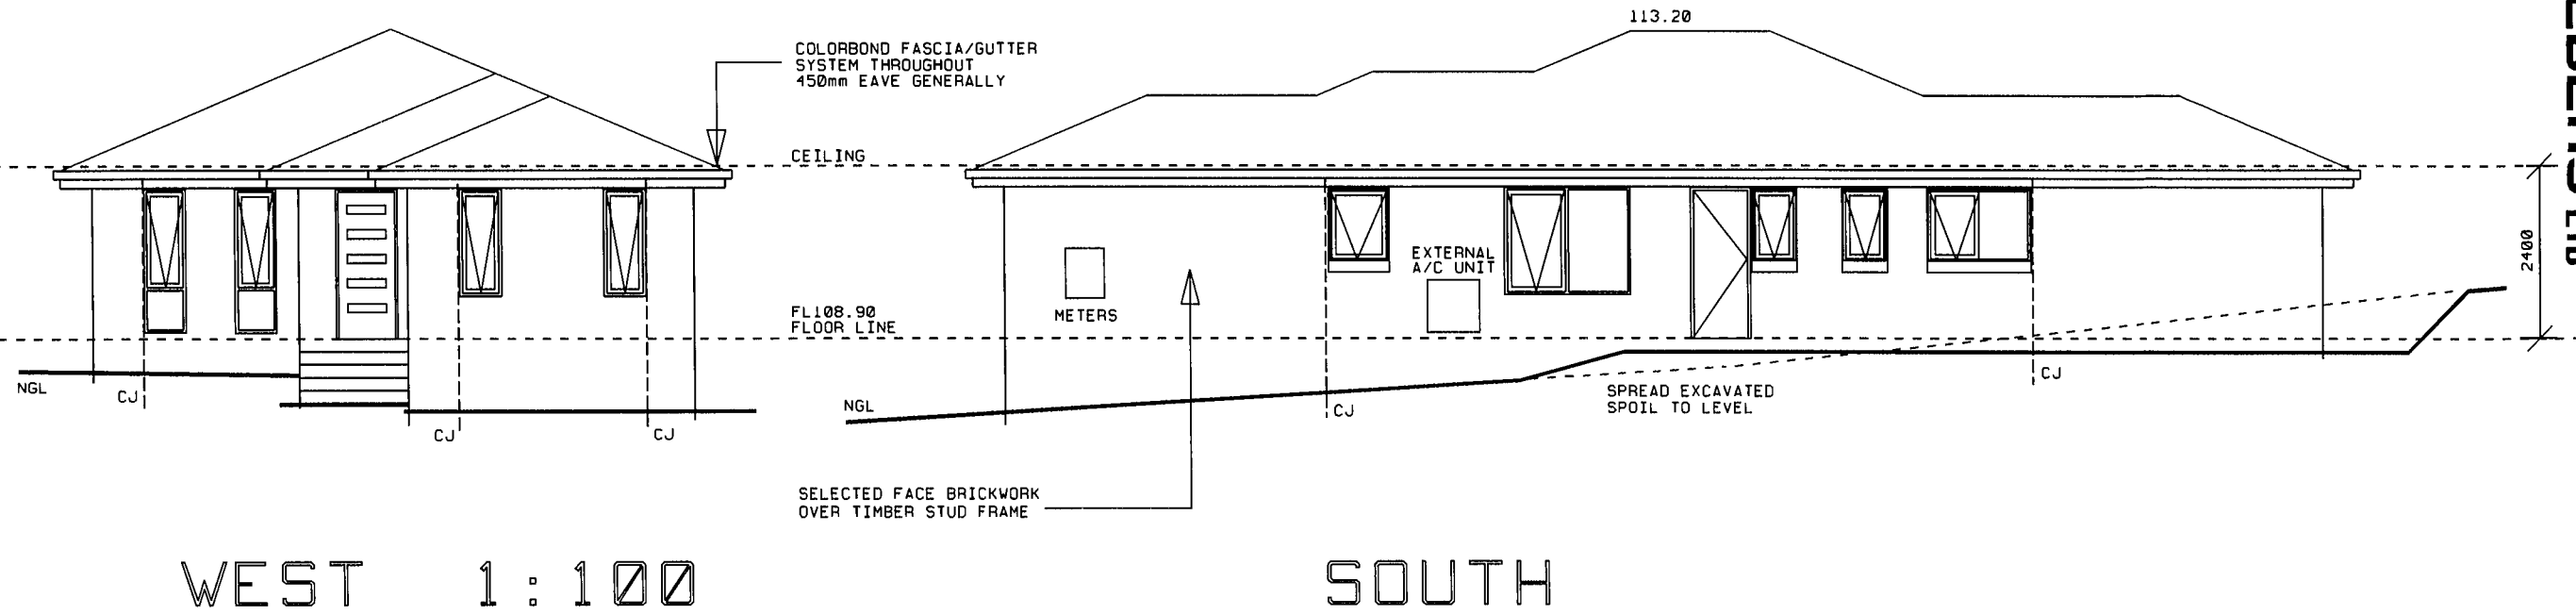 113.20
COLORBOND FASCIA/GUTTER
SYSTEM THROUGHOUT
450mm EAVE GENERALLY
CEILING
EXTERNAL
A/C UNIT
METERS
2400
FL108.90
FLOOR LINE
NGL
CJ
CJ
CJ
NGL
CJ
SPREAD EXCAVATED
SPOIL TO LEVEL
CJ
SELECTED FACE BRICKWORK
OVER TIMBER STUD FRAME
WEST 1:100
SOUTH